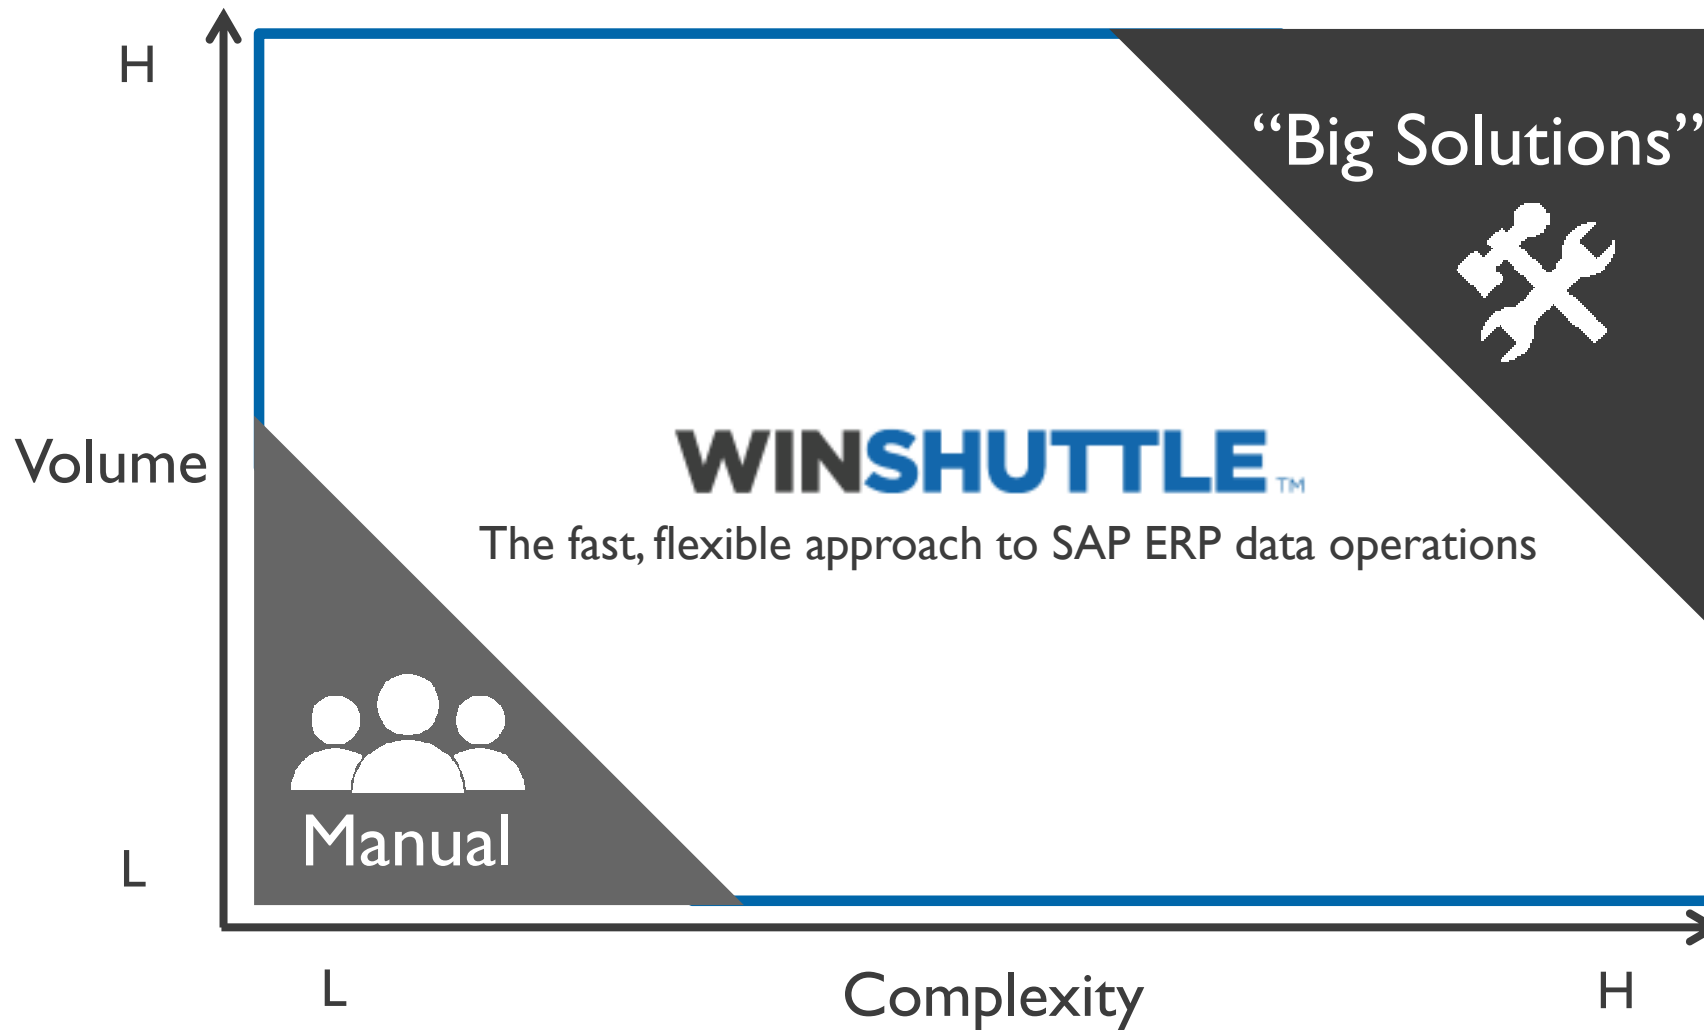 H
“Big Solutions”
Volume
WINSHUTTLE™
The fast, flexible approach to SAP ERP data operations
Manual
L
L
Complexity
H